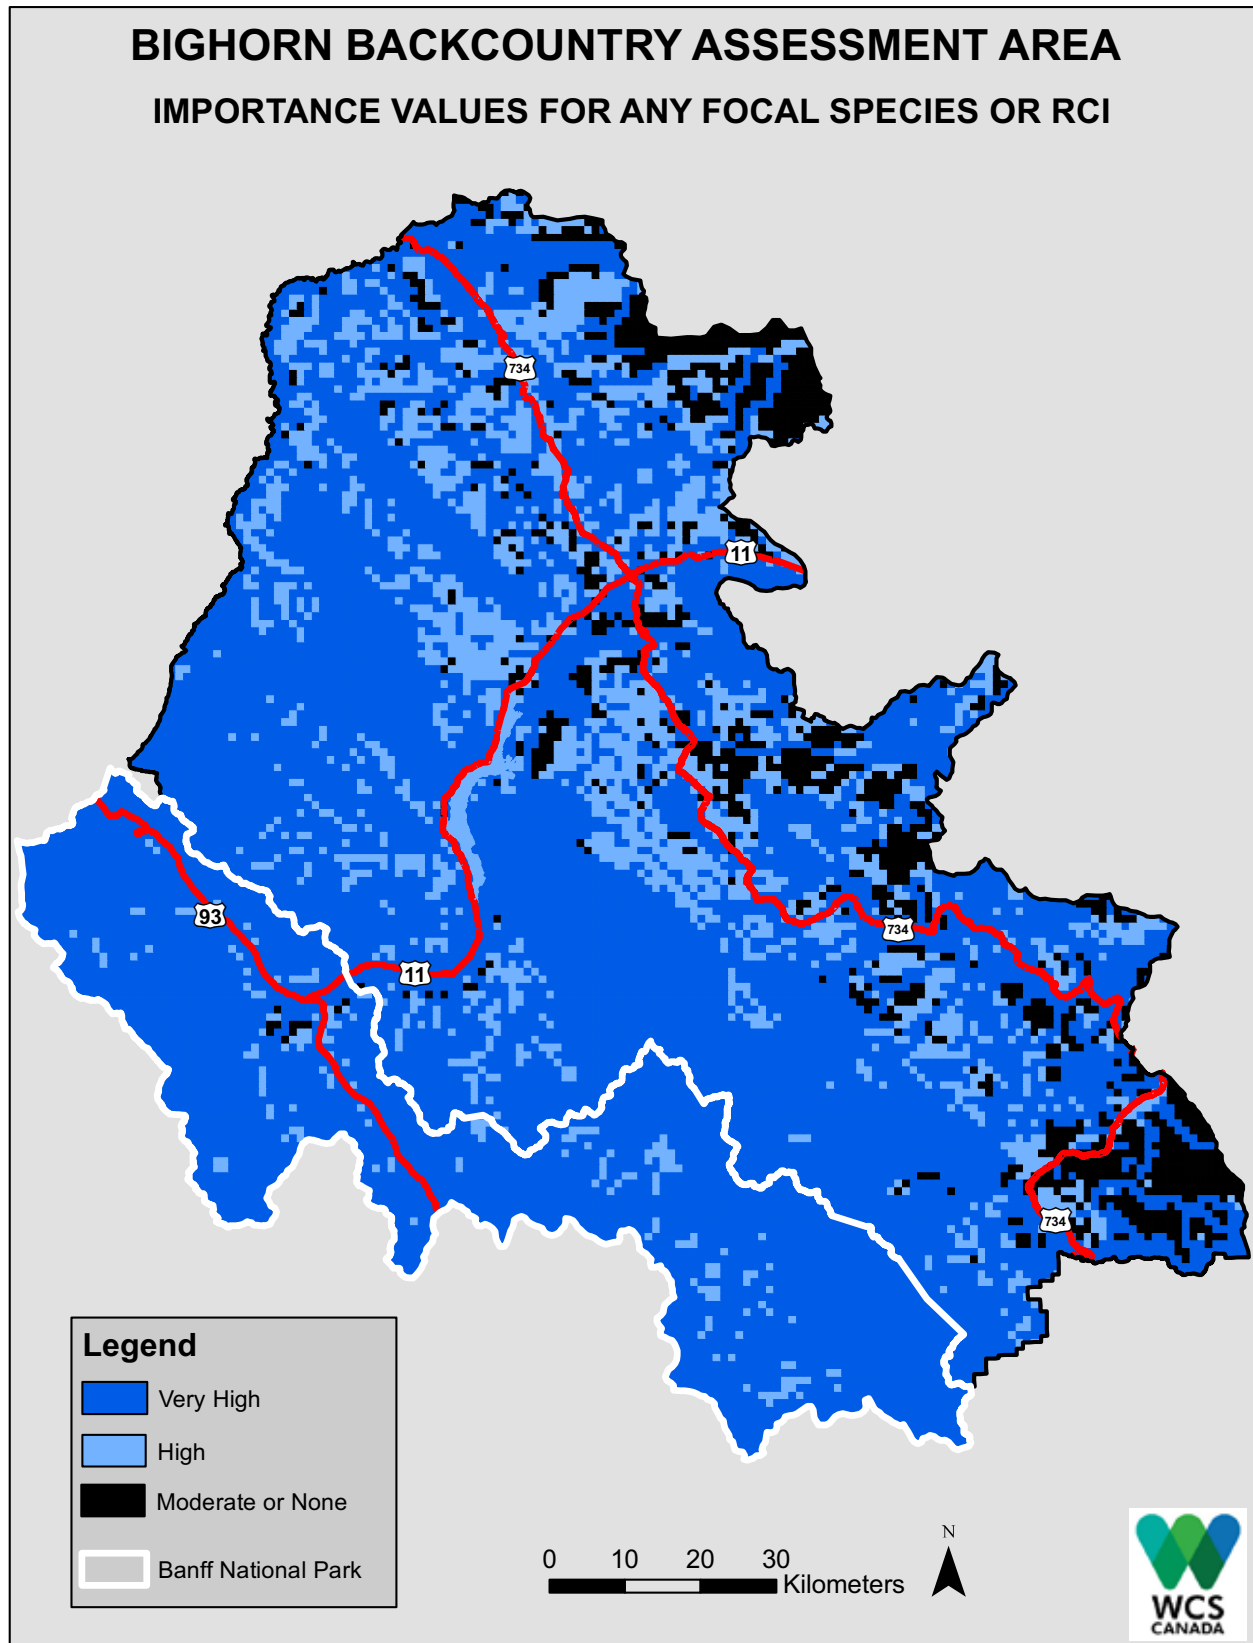 BIGHORN BACKCOUNTRY ASSESSMENT AREA
IMPORTANCE VALUES FOR ANY FOCAL SPECIES OR RCI
734
11
93
11
734
734
Legend
Very High
High
Moderate or None
Banff National Park
0 10 20 30
Kilometers
N
WCS
CANADA